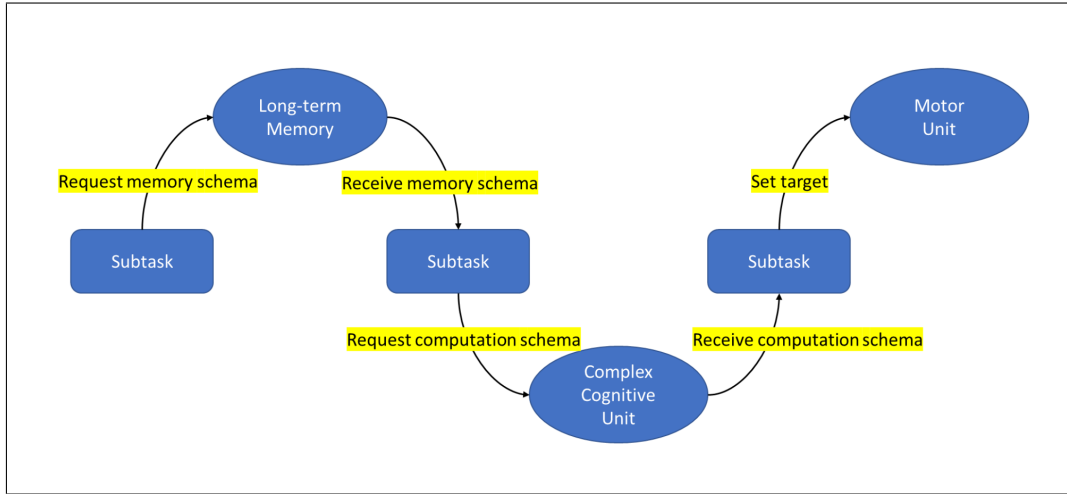 Long-term
Memory
Motor
Unit
Request memory schema
Receive memory schema
Set target
Subtask
Subtask
Subtask
Request computation schema
Receive computation schema
Complex
Cognitive
Unit